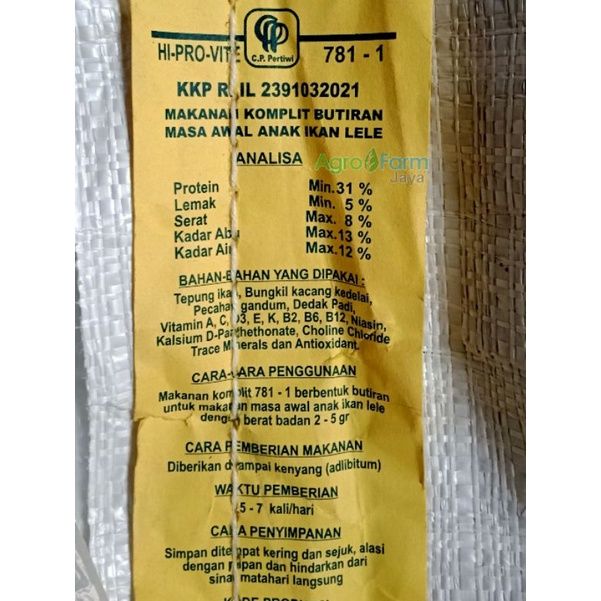 HI-PRO-VITE
C.P. Pertiwi
781 - 1
KKP R IL 2391032021
MAKANAN KOMPLIT BUTIRAN
MASA AWAL ANAK IKAN LELE
ANALISA
Agro Farm
Jaya
Protein Min. 31 %
Lemak Min. 5 %
Serat Max. 8 %
Kadar Abu Max. 13 %
Kadar Air Max. 12 %
BAHAN-BAHAN YANG DIPAKAI :
Tepung ikan, Bungkil kacang kedelai,
Pecahan gandum, Dedak Padi,
Vitamin A, C, D3, E, K, B2, B6, B12, Niasin,
Kalsium D-Panthethonate, Choline Chloride
Trace Minerals dan Antioxidant.
CARA-CARA PENGGUNAAN
Makanan komplit 781 - 1 berbentuk butiran
untuk makanan masa awal anak ikan lele
dengan berat badan 2 - 5 gr
CARA PEMBERIAN MAKANAN
Diberikan sampai kenyang (adlibitum)
WAKTU PEMBERIAN
5 - 7 kali/hari
CARA PENYIMPANAN
Simpan ditempat kering dan sejuk, alasi
dengan papan dan hindarkan dari
sinar matahari langsung